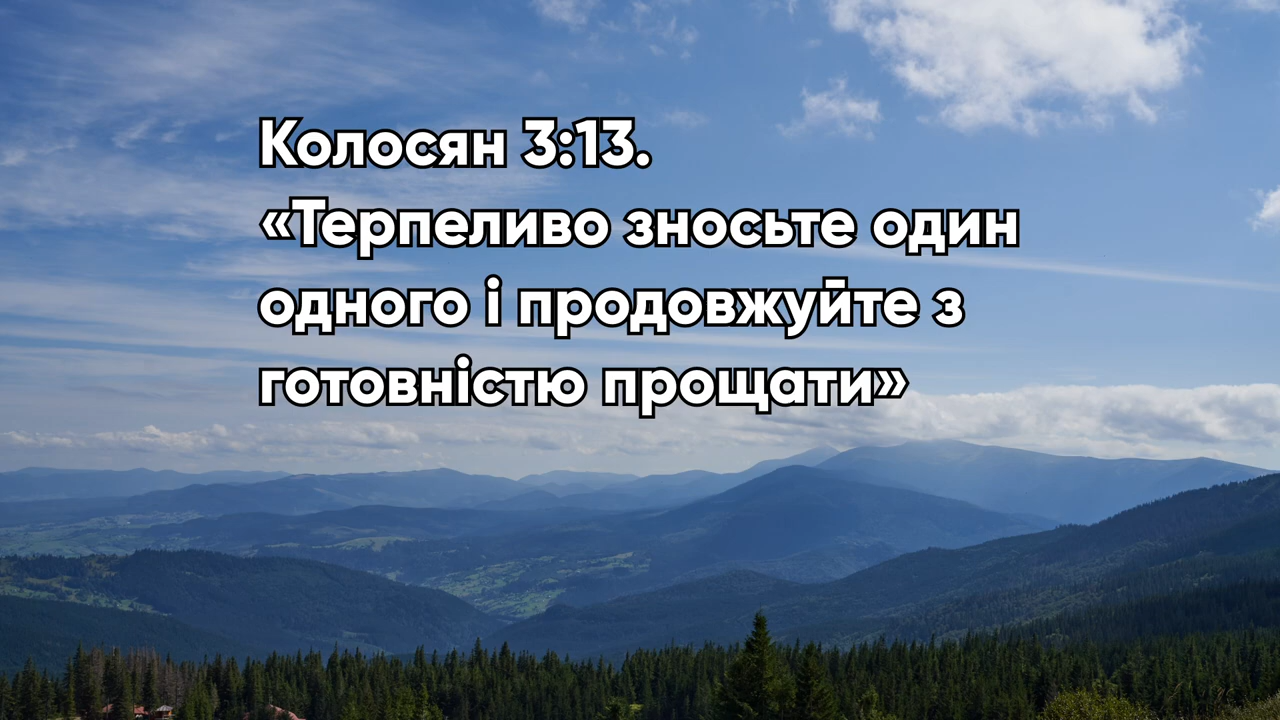 Колосян 3:13.
«Терпеливо зносьте один
одного і продовжуйте з
готовністю прощати»